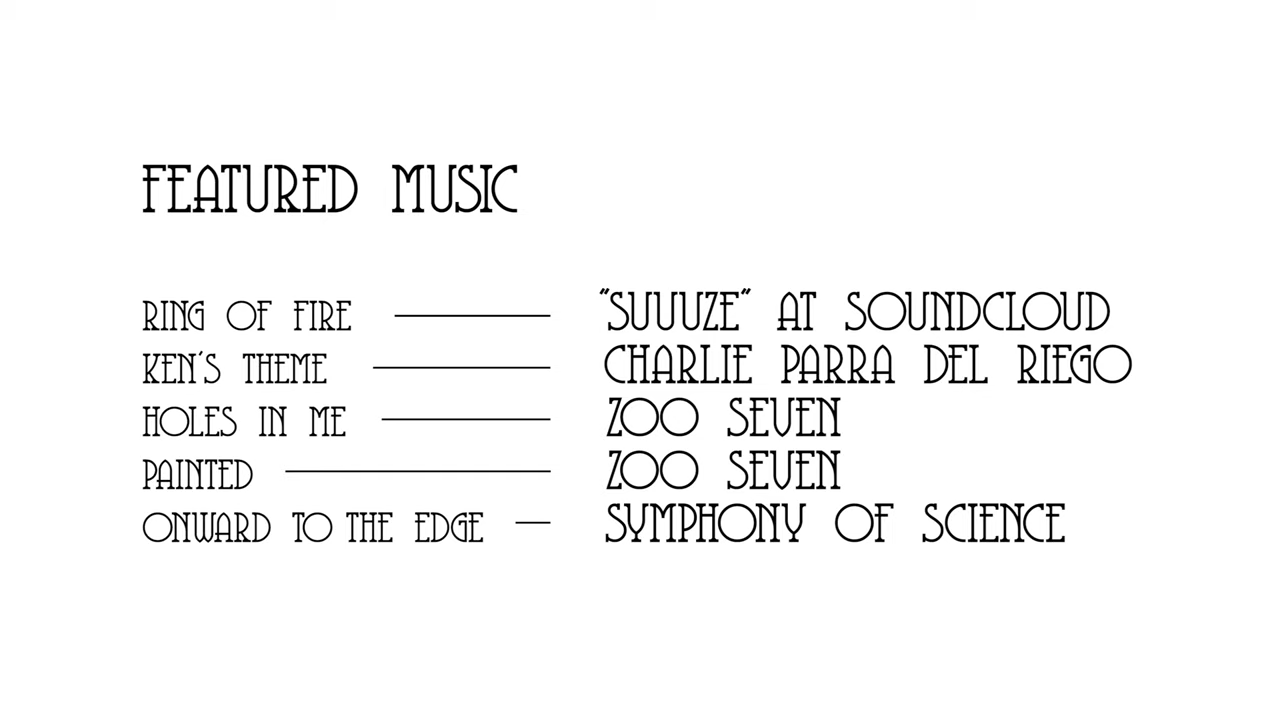 FEATURED MUSIC
RING OF FIRE "SUUUZE" AT SOUNDCLOUD
KEN'S THEME CHARLIE PARRA DEL RIEGO
HOLES IN ME ZOO SEVEN
PAINTED ZOO SEVEN
ONWARD TO THE EDGE SYMPHONY OF SCIENCE